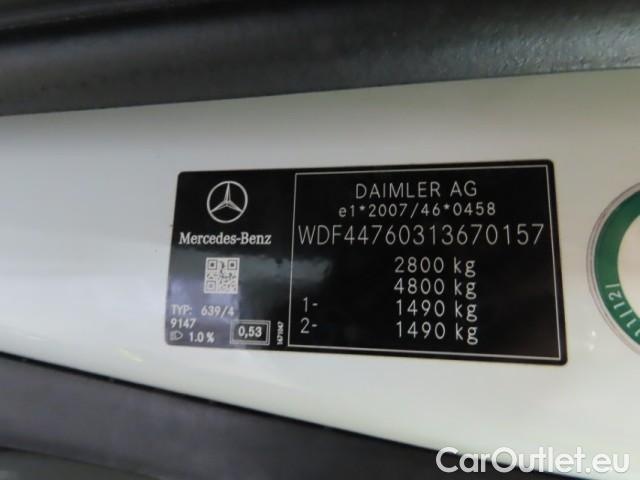 Mercedes-Benz
TYP: 639/4
9147
1.0 %
0,53
DAIMLER AG
e1*2007/46*0458
WDF44760313670157
2800 kg
4800 kg
1- 1490 kg
2- 1490 kg
CarOutlet.eu